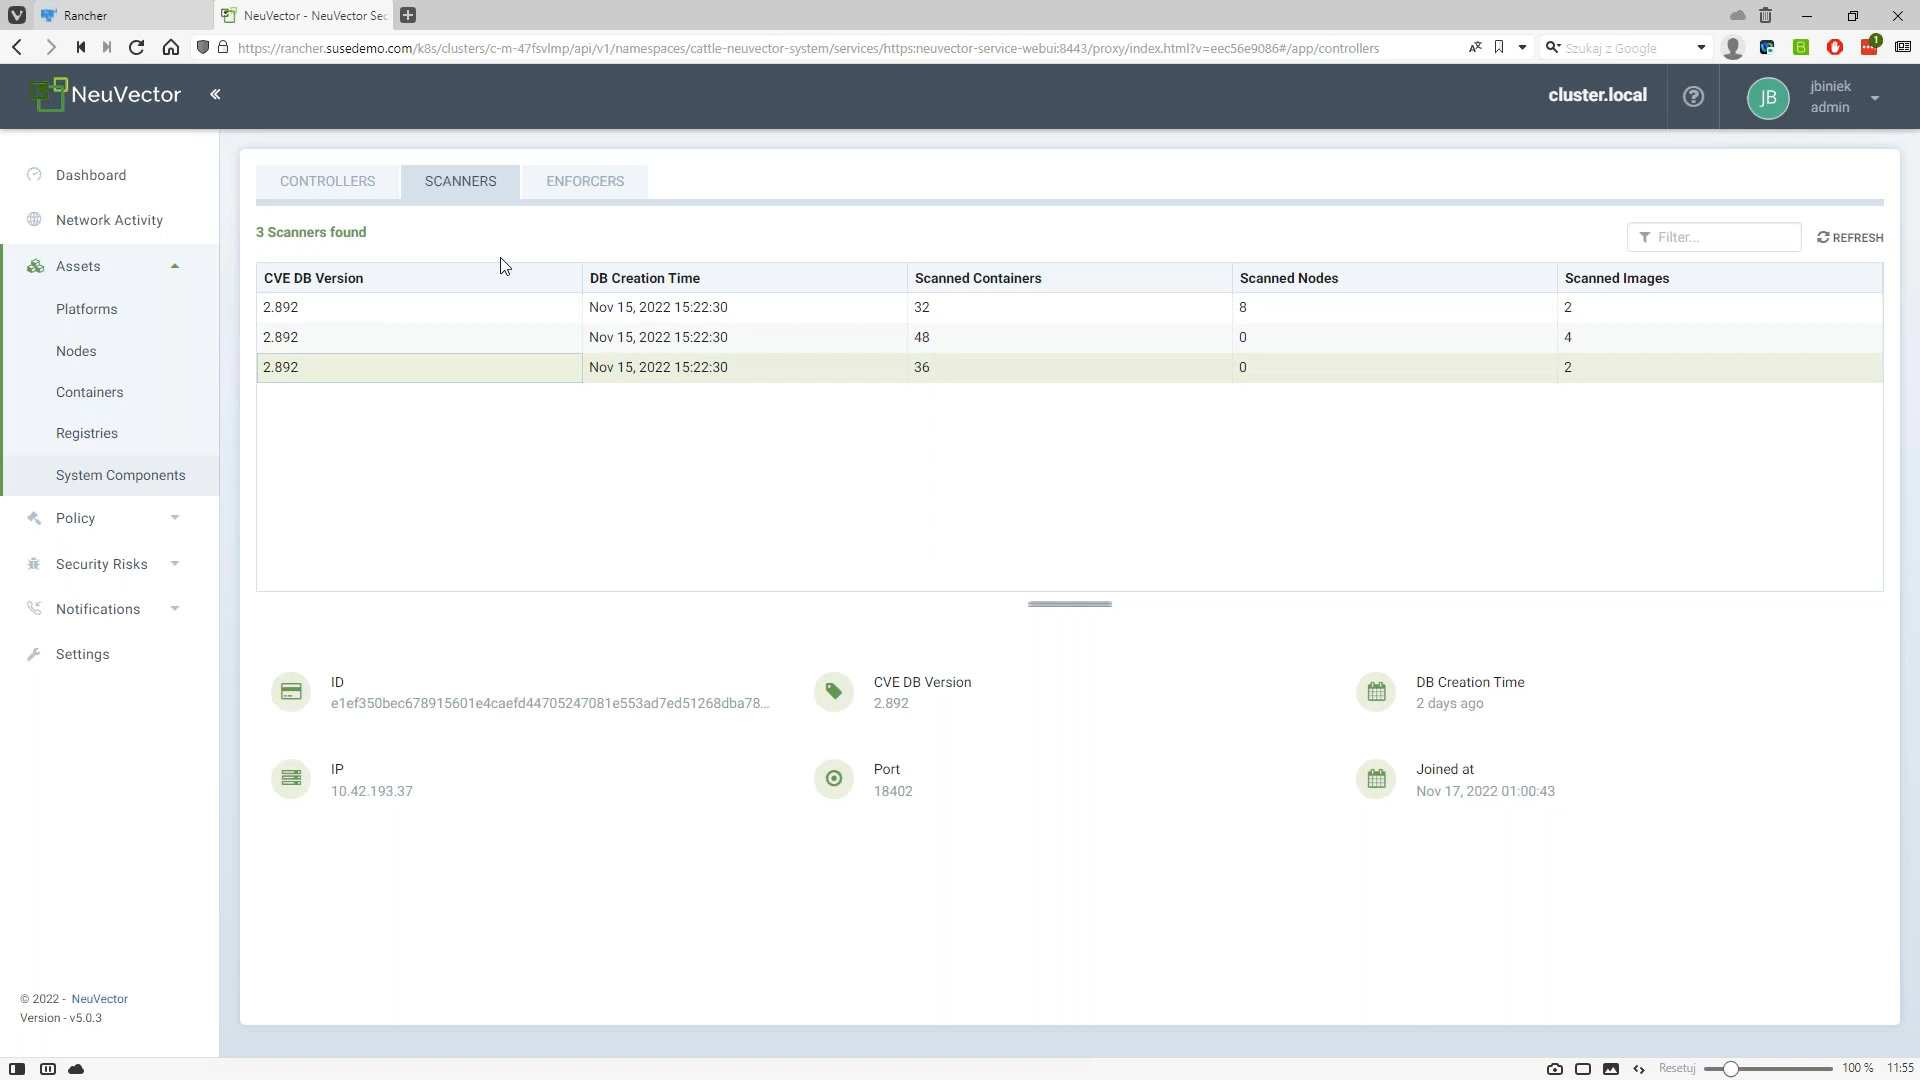 Rancher
NeuVector - NeuVector Sec
https://rancher.susedemo.com/k8s/clusters/c-m-47fsvlmp/api/v1/namespaces/cattle-neuvector-system/services/https:neuvector-service-webui:8443/proxy/index.html?v=eec56e9086#/app/controllers
Szukaj z Google
1
NeuVector
cluster.local
JB
jbiniek
admin
Dashboard
Network Activity
Assets
Platforms
Nodes
Containers
Registries
System Components
Policy
Security Risks
Notifications
Settings
© 2022 - NeuVector
Version - v5.0.3
CONTROLLERS SCANNERS ENFORCERS
3 Scanners found
Filter...
REFRESH
CVE DB Version DB Creation Time Scanned Containers Scanned Nodes Scanned Images
2.892 Nov 15, 2022 15:22:30 32 8 2
2.892 Nov 15, 2022 15:22:30 48 0 4
2.892 Nov 15, 2022 15:22:30 36 0 2
ID
e1ef350bec678915601e4caefd44705247081e553ad7ed51268dba78...
CVE DB Version
2.892
DB Creation Time
2 days ago
IP
10.42.193.37
Port
18402
Joined at
Nov 17, 2022 01:00:43
Resetuj
100 %
11:55